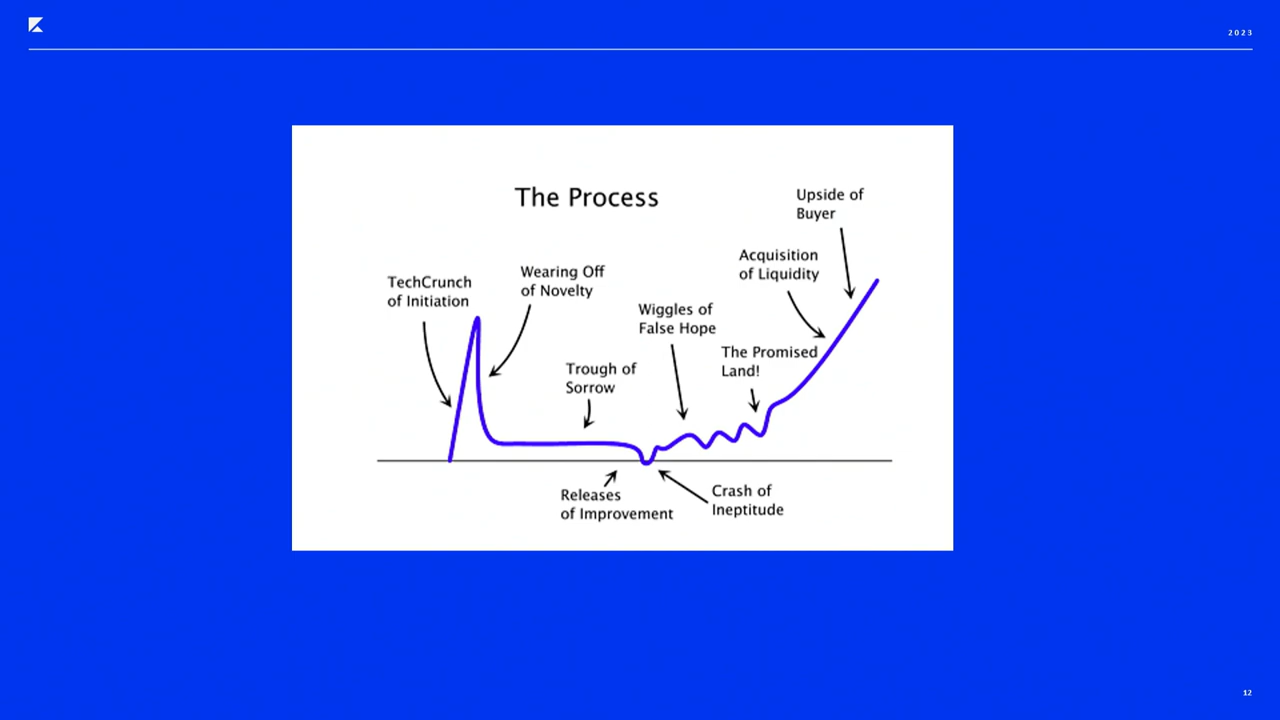 2023
The Process
Upside of
Buyer
Acquisition
of Liquidity
Wearing Off
of Novelty
TechCrunch
of Initiation
Wiggles of
False Hope
The Promised
Land!
Trough of
Sorrow
Releases
of Improvement
Crash of
Ineptitude
12